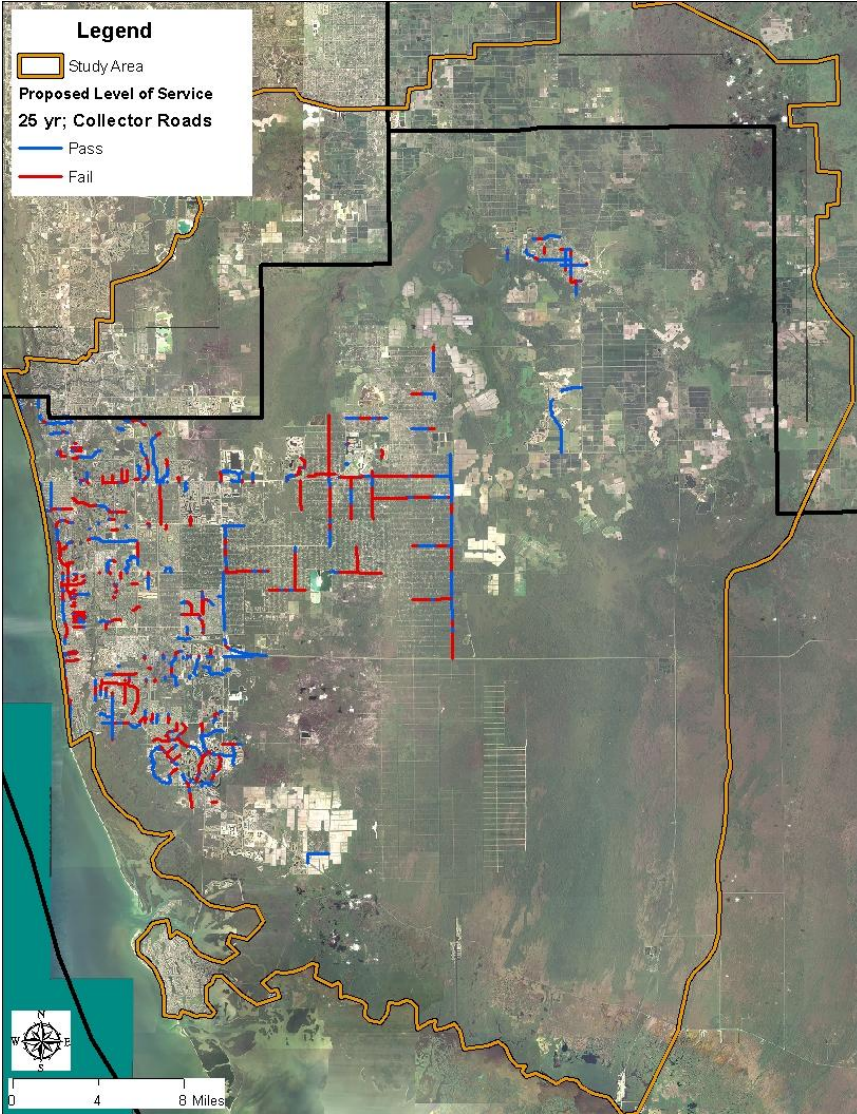 Legend
Study Area
Proposed Level of Service
25 yr; Collector Roads
Pass
Fail
N
W E
S
0 4 8 Miles